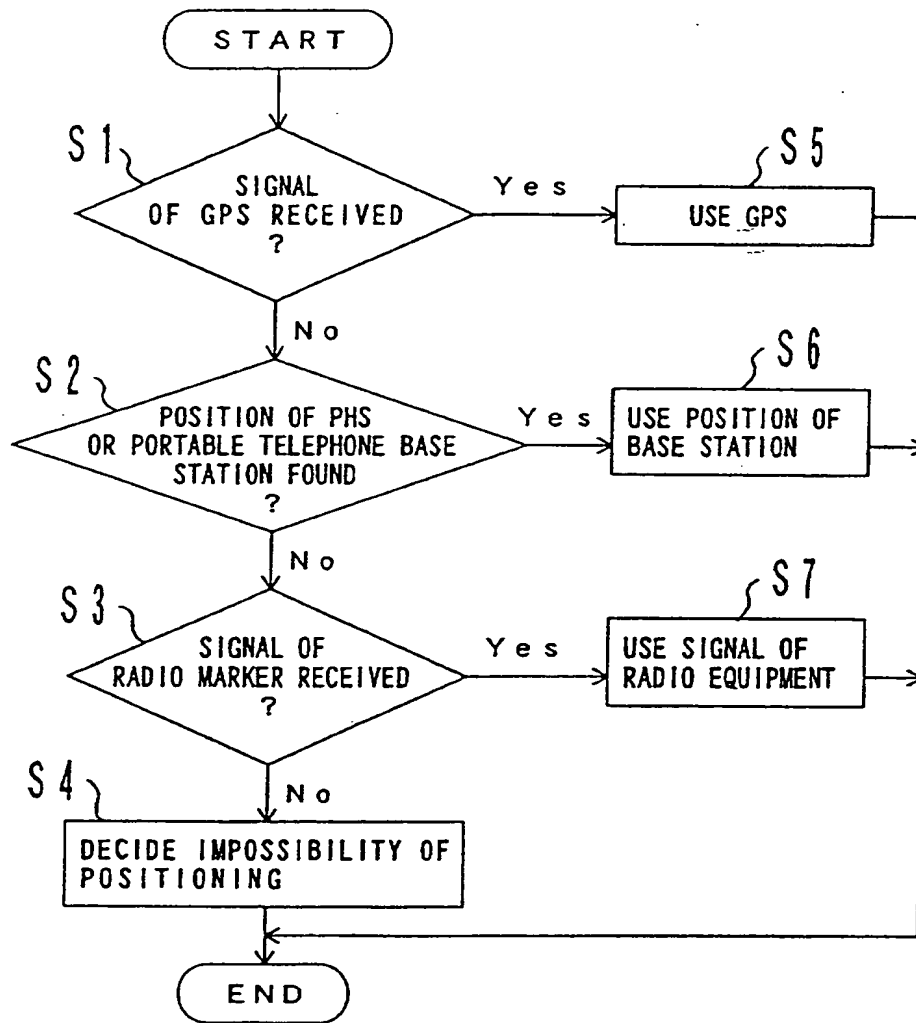 START
S1
SIGNAL
OF GPS RECEIVED
?
Yes
S5
USE GPS
No
S2
POSITION OF PHS
OR PORTABLE TELEPHONE BASE
STATION FOUND
?
Yes
S6
USE POSITION OF
BASE STATION
No
S3
SIGNAL OF
RADIO MARKER RECEIVED
?
Yes
S7
USE SIGNAL OF
RADIO EQUIPMENT
No
S4
DECIDE IMPOSSIBILITY OF
POSITIONING
END